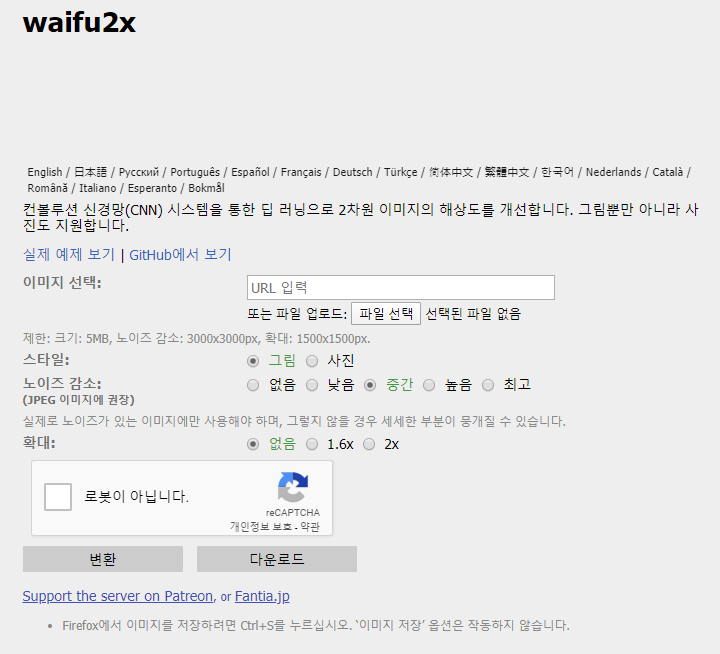 waifu2x
English / 日本語 / Русский / Português / Español / Français / Deutsch / Türkçe / 简体中文 / 繁體中文 / 한국어 / Nederlands / Català /
Română / Italiano / Esperanto / Bokmål
컨볼루션 신경망(CNN) 시스템을 통한 딥 러닝으로 2차원 이미지의 해상도를 개선합니다. 그림뿐만 아니라 사
진도 지원합니다.
실제 예제 보기 | GitHub에서 보기
이미지 선택: URL 입력
또는 파일 업로드: 파일 선택 선택된 파일 없음
제한: 크기: 5MB, 노이즈 감소: 3000x3000px, 확대: 1500x1500px.
스타일: 그림 사진
노이즈 감소: 없음 낮음 중간 높음 최고
(JPEG 이미지에 권장)
실제로 노이즈가 있는 이미지에만 사용해야 하며, 그렇지 않을 경우 세세한 부분이 뭉개질 수 있습니다.
확대: 없음 1.6x 2x
로봇이 아닙니다.
reCAPTCHA
개인정보 보호 - 약관
변환 다운로드
Support the server on Patreon, or Fantia.jp
• Firefox에서 이미지를 저장하려면 Ctrl+S를 누르십시오. ‘이미지 저장’ 옵션은 작동하지 않습니다.